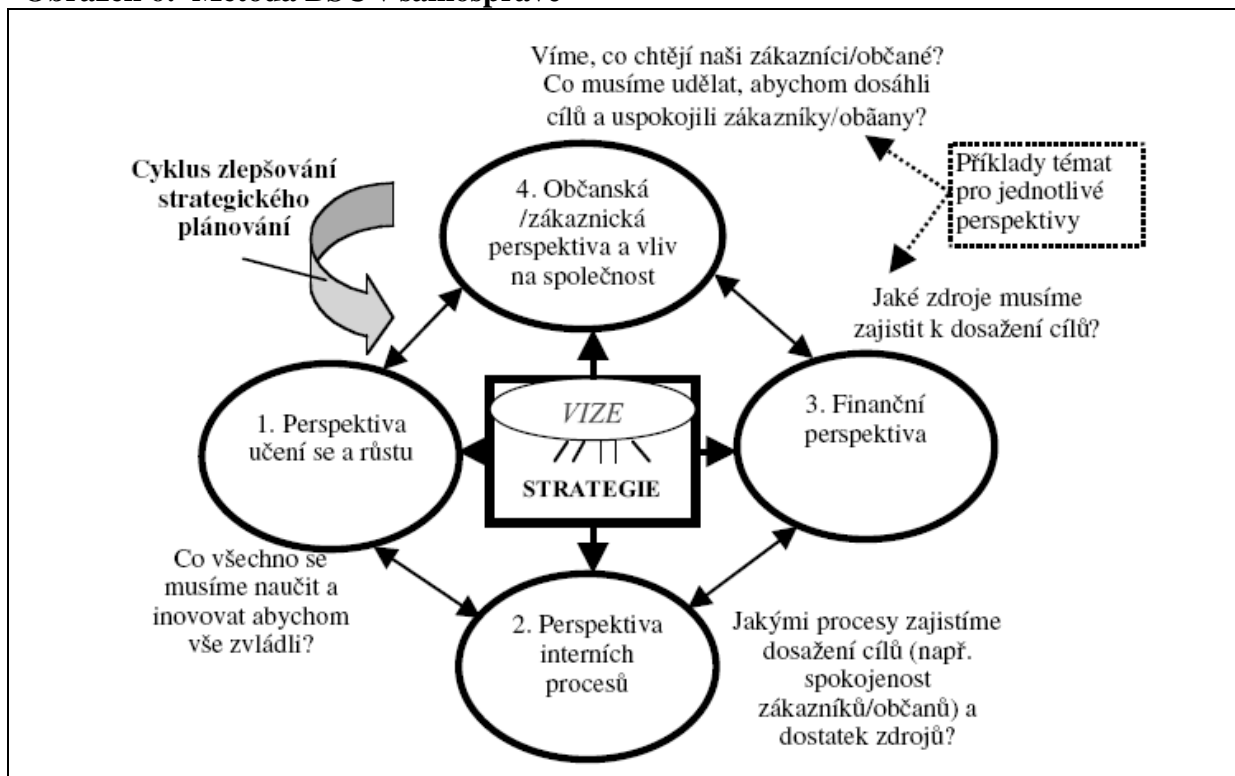 Víme, co chtějí naši zákazníci/občané?
Co musíme udělat, abychom dosáhli
cílů a uspokojili zákazníky/obãany?
Cyklus zlepšování
strategického
plánování
Příklady témat
pro jednotlivé
perspektivy
4. Občanská
/zákaznická
perspektiva a vliv
na společnost
Jaké zdroje musíme
zajistit k dosažení cílů?
1. Perspektiva
učení se a růstu
VIZE
STRATEGIE
3. Finanční
perspektiva
Co všechno se
musíme naučit a
inovovat abychom
vše zvládli?
2. Perspektiva
interních
procesů
Jakými procesy zajistíme
dosažení cílů (např.
spokojenost
zákazníků/občanů) a
dostatek zdrojů?